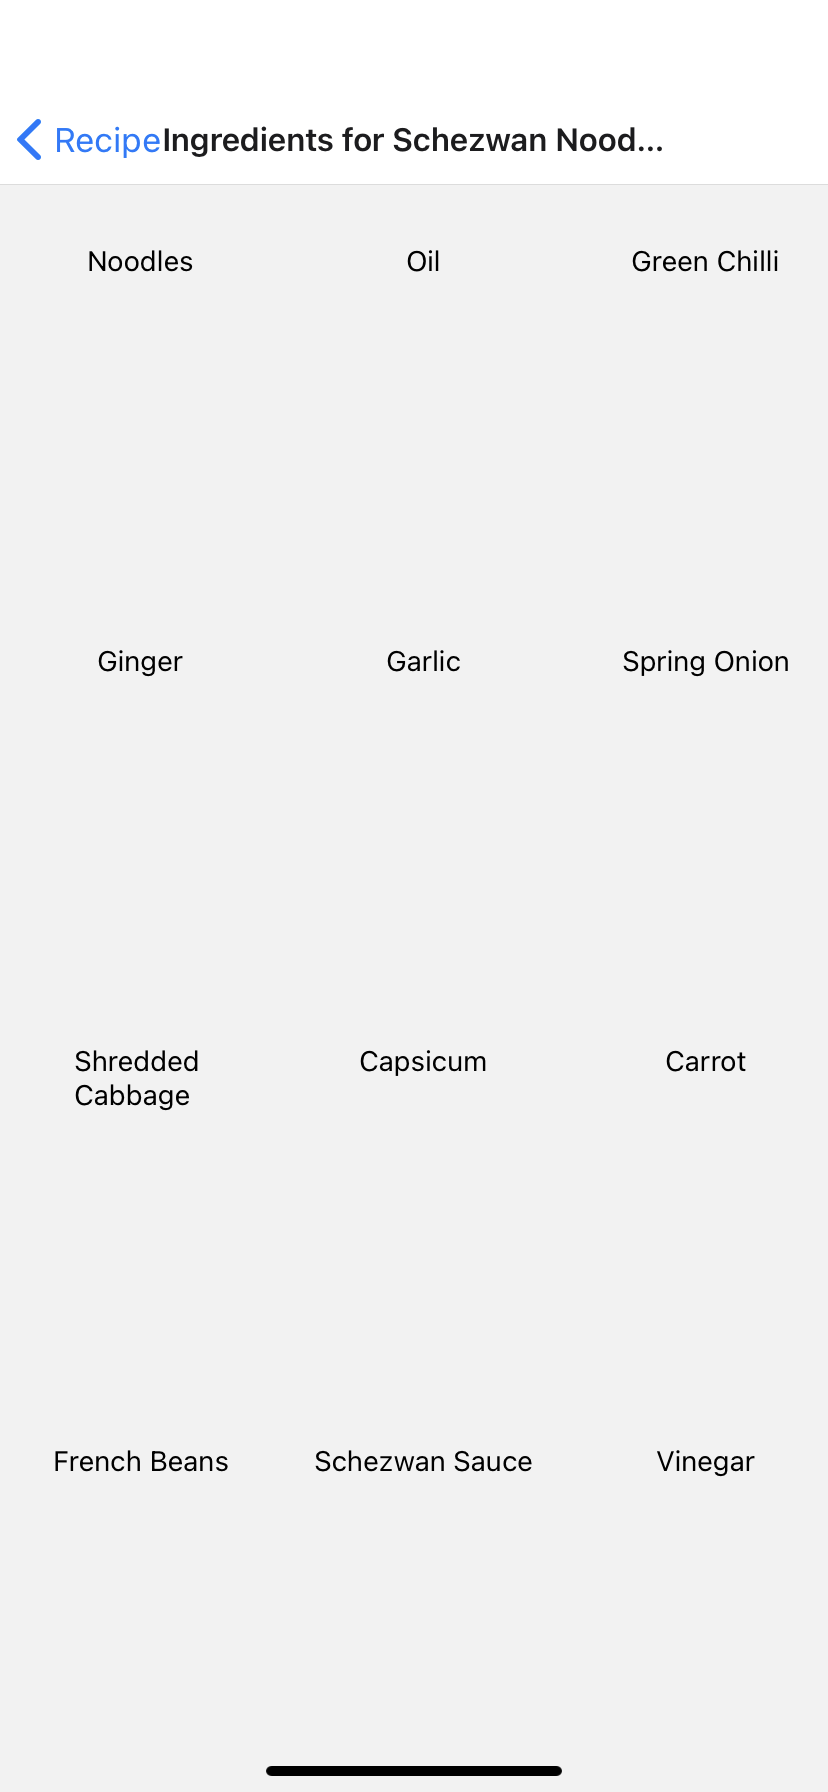 Recipe Ingredients for Schezwan Nood...
Noodles Oil Green Chilli
Ginger Garlic Spring Onion
Shredded Cabbage Capsicum Carrot
French Beans Schezwan Sauce Vinegar